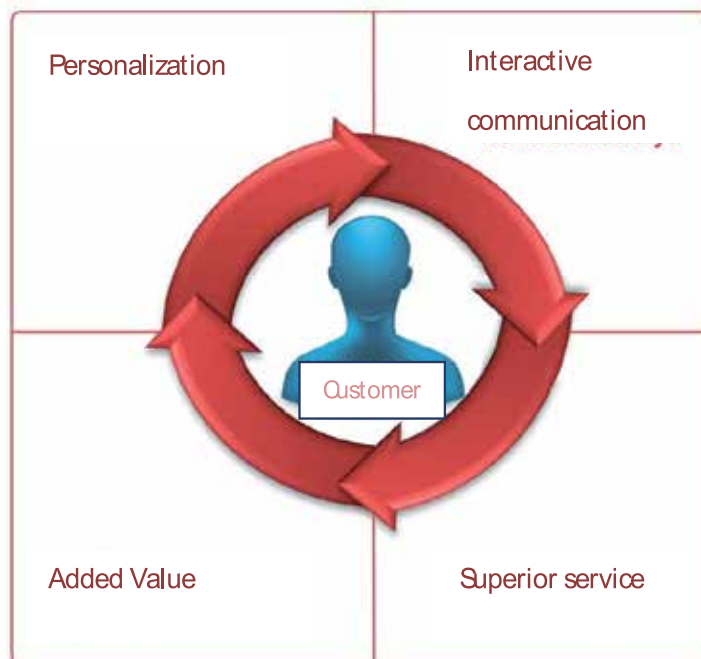 Personalization
Interactive
communication
Customer
Added Value
Superior service